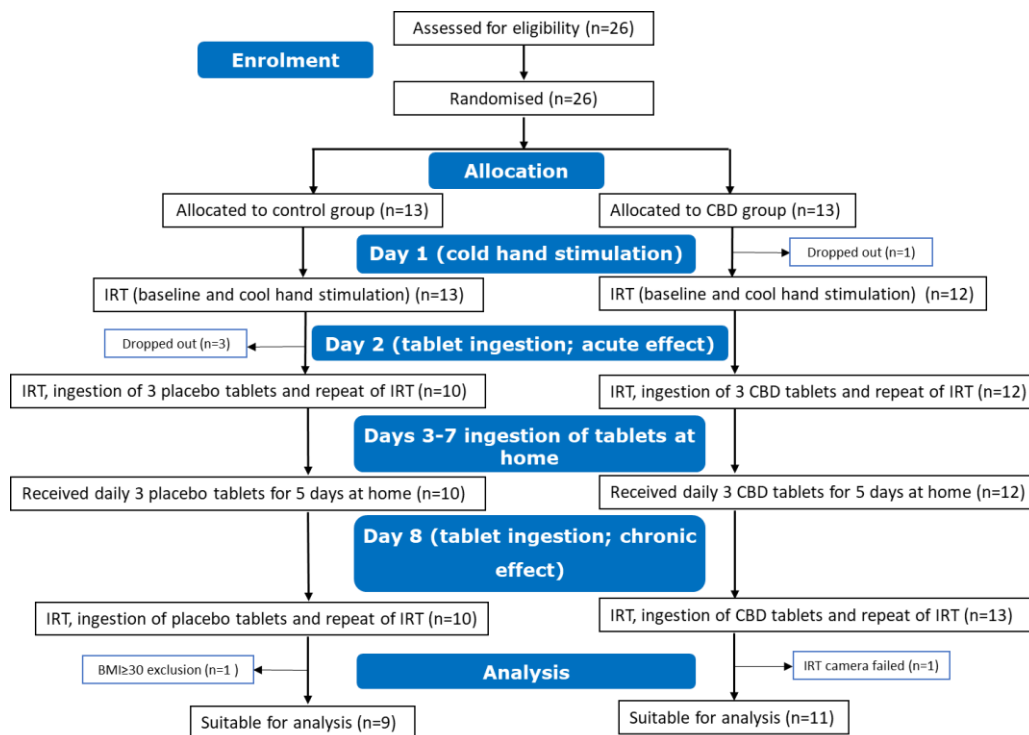 Assessed for eligibility (n=26)
Enrolment
Randomised (n=26)
Allocation
Allocated to control group (n=13)
Allocated to CBD group (n=13)
Day 1 (cold hand stimulation)
Dropped out (n=1)
IRT (baseline and cool hand stimulation) (n=13)
IRT (baseline and cool hand stimulation) (n=12)
Dropped out (n=3)
Day 2 (tablet ingestion; acute effect)
IRT, ingestion of 3 placebo tablets and repeat of IRT (n=10)
IRT, ingestion of 3 CBD tablets and repeat of IRT (n=12)
Days 3-7 ingestion of tablets at
home
Received daily 3 placebo tablets for 5 days at home (n=10)
Received daily 3 CBD tablets for 5 days at home (n=12)
Day 8 (tablet ingestion; chronic
effect)
IRT, ingestion of placebo tablets and repeat of IRT (n=10)
IRT, ingestion of CBD tablets and repeat of IRT (n=13)
BMI≥30 exclusion (n=1 )
Analysis
IRT camera failed (n=1)
Suitable for analysis (n=9)
Suitable for analysis (n=11)